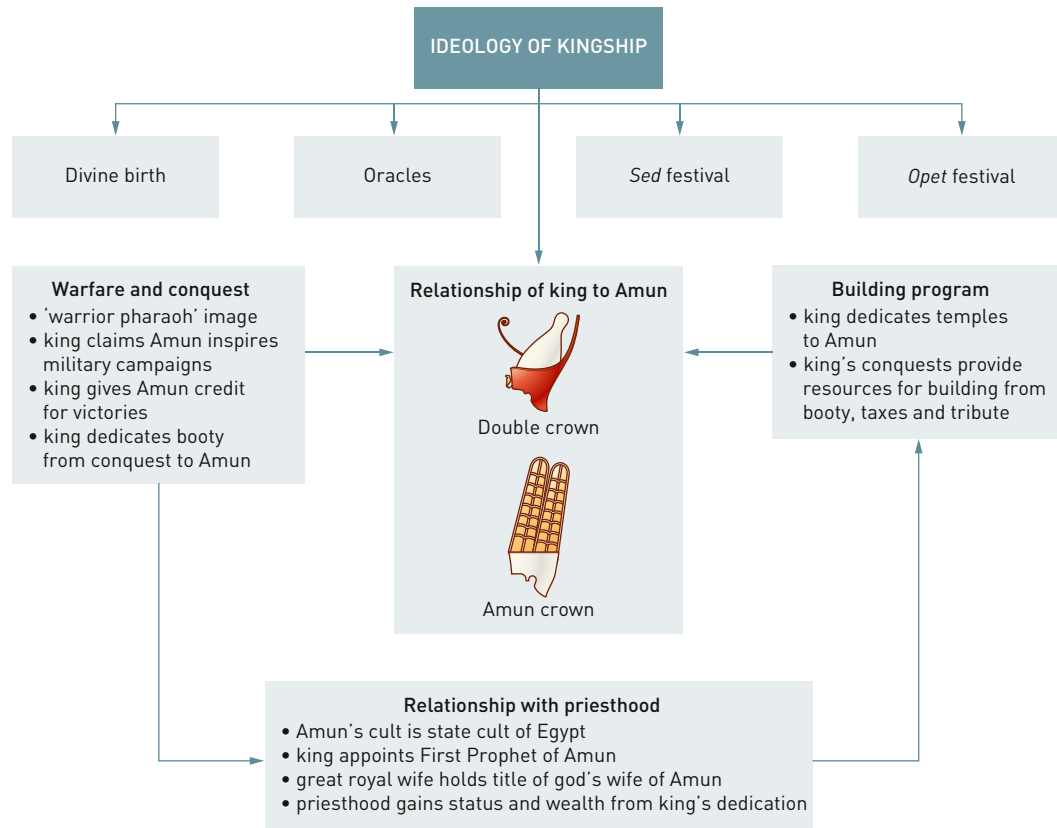 IDEOLOGY OF KINGSHIP
Divine birth
Oracles
Sed festival
Opet festival
Warfare and conquest
• ‘warrior pharaoh’ image
• king claims Amun inspires
military campaigns
• king gives Amun credit
for victories
• king dedicates booty
from conquest to Amun
Relationship of king to Amun
Double crown
Amun crown
Building program
• king dedicates temples
to Amun
• king’s conquests provide
resources for building from
booty, taxes and tribute
Relationship with priesthood
• Amun’s cult is state cult of Egypt
• king appoints First Prophet of Amun
• great royal wife holds title of god’s wife of Amun
• priesthood gains status and wealth from king’s dedication